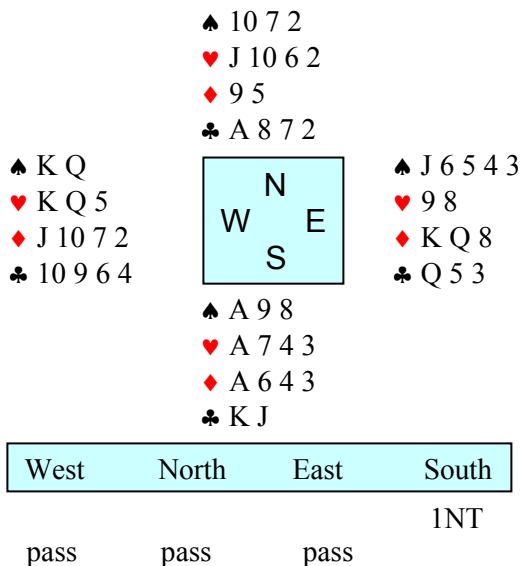 ♠ 10 7 2
♥ J 10 6 2
♦ 9 5
♣ A 8 7 2
♠ K Q
♥ K Q 5
♦ J 10 7 2
♣ 10 9 6 4
N
W E
S
♠ J 6 5 4 3
♥ 9 8
♦ K Q 8
♣ Q 5 3
♠ A 9 8
♥ A 7 4 3
♦ A 6 4 3
♣ K J
West North East South
1NT
pass pass pass